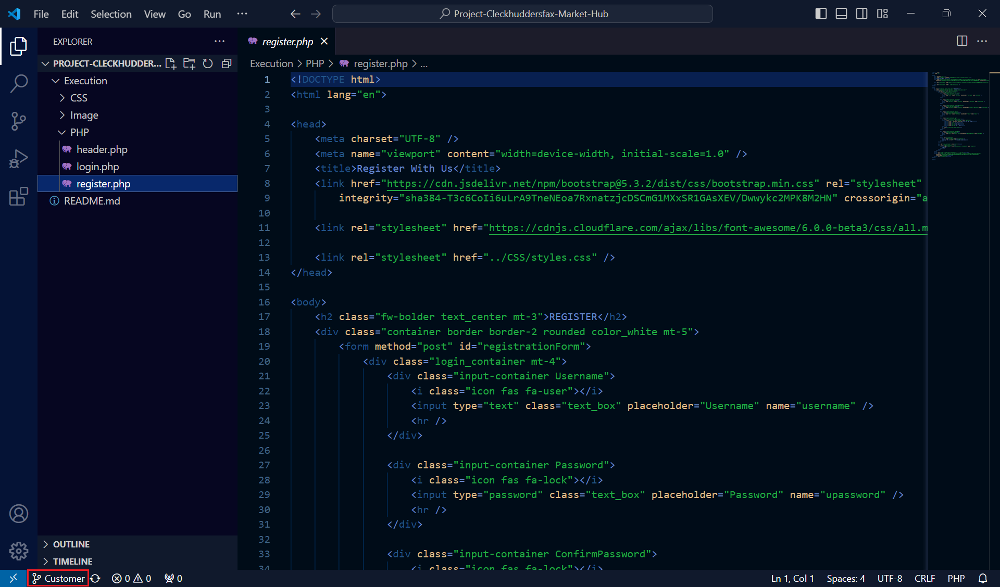 File Edit Selection View Go Run ··· Project-Cleckhuddersfax-Market-Hub
EXPLORER
PROJECT-CLECKHUDDER...
Execution
CSS
Image
PHP
header.php
login.php
register.php
README.md
OUTLINE
TIMELINE
register.php
Execution > PHP > register.php > ...
1 <!DOCTYPE html>
2 <html lang="en">
3
4 <head>
5 <meta charset="UTF-8" />
6 <meta name="viewport" content="width=device-width, initial-scale=1.0" />
7 <title>Register With Us</title>
8 <link href="https://cdn.jsdelivr.net/npm/bootstrap@5.3.2/dist/css/bootstrap.min.css" rel="stylesheet"
9 integrity="sha384-T3c6CoIi6uLrA9TneNEoa7RxnatzjcDSCmG1MXxSR1GAsXEV/Dwwykc2MPK8M2HN" crossorigin="a
10
11 <link rel="stylesheet" href="https://cdnjs.cloudflare.com/ajax/libs/font-awesome/6.0.0-beta3/css/all.m
12
13 <link rel="stylesheet" href="../CSS/styles.css" />
14 </head>
15
16 <body>
17 <h2 class="fw-bolder text_center mt-3">REGISTER</h2>
18 <div class="container border border-2 rounded color_white mt-5">
19 <form method="post" id="registrationForm">
20 <div class="login_container mt-4">
21 <div class="input-container Username">
22 <i class="icon fas fa-user"></i>
23 <input type="text" class="text_box" placeholder="Username" name="username" />
24 <hr />
25 </div>
26
27 <div class="input-container Password">
28 <i class="icon fas fa-lock"></i>
29 <input type="password" class="text_box" placeholder="Password" name="upassword" />
30 <hr />
31 </div>
32
33 <div class="input-container ConfirmPassword">
34 <i class="icon fas fa-lock"></i>
Customer 0 0 0 Ln 1, Col 1 Spaces: 4 UTF-8 CRLF PHP